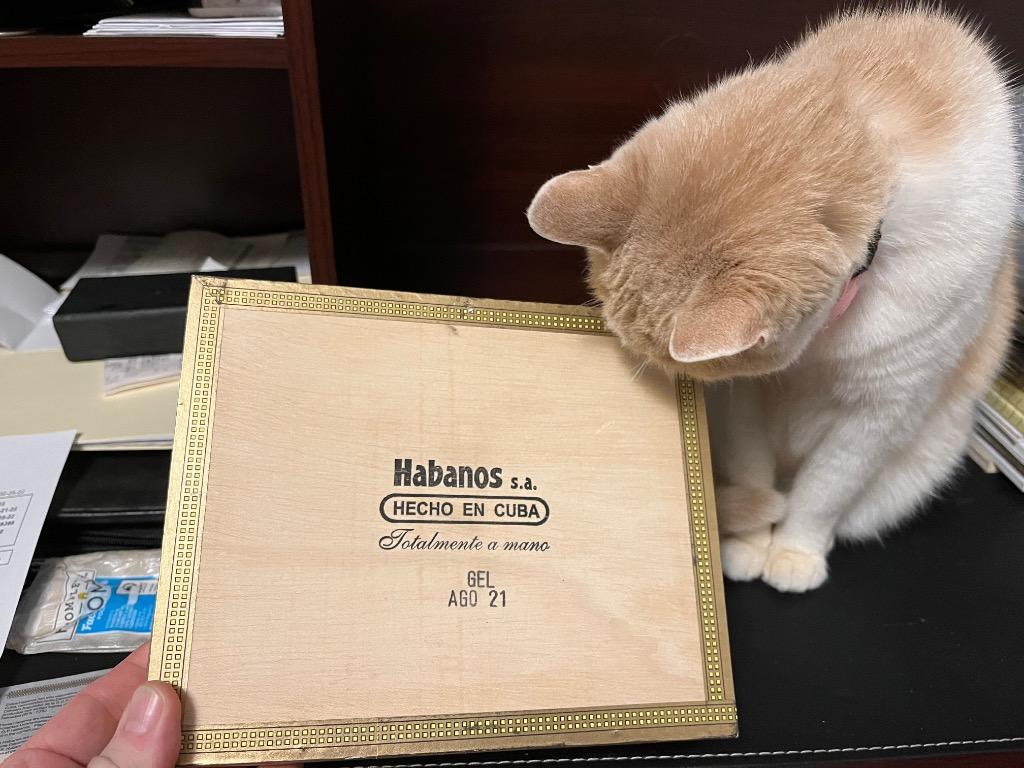 Habanos s.a.
HECHO EN CUBA
Totalmente a mano
GEL
AGO 21